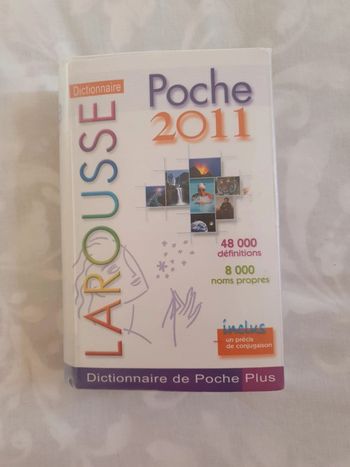 Dictionnaire
LAROUSSE
Poche
2011
48 000
définitions
8 000
noms propres
inclus
un précis
de conjugaison
Dictionnaire de Poche Plus